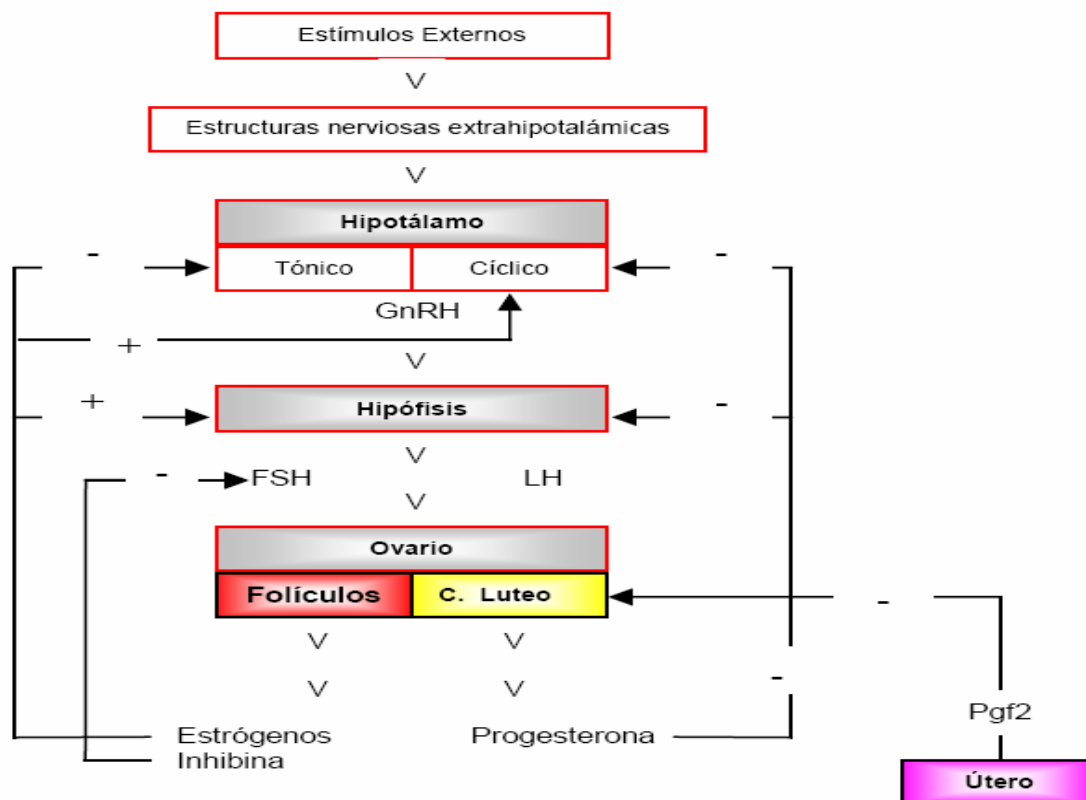 Estímulos Externos
V
Estructuras nerviosas extrahipotalámicas
V
Hipotálamo
- Tónico Cíclico -
GnRH
+
V
+ Hipófisis -
V
- FSH LH
V
Ovario
Folículos C. Luteo
-
V V
V V
-
Pgf2
Estrógenos Progesterona
Inhibina
Útero